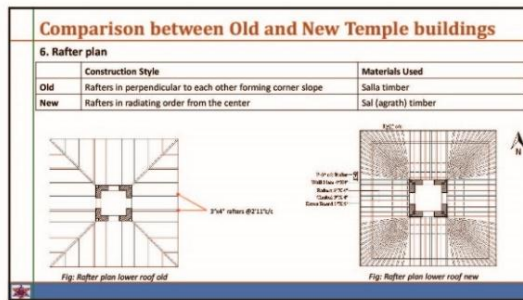 Comparison between Old and New Temple buildings
6. Rafter plan
Construction Style Materials Used
Old Rafters in perpendicular to each other forming corner slope Salla timber
New Rafters in radiating order from the center Sal (agrath) timber
N
3"x4" rafters @2'11"c/c
Fig: Rafter plan lower roof old
Fig: Rafter plan lower roof new